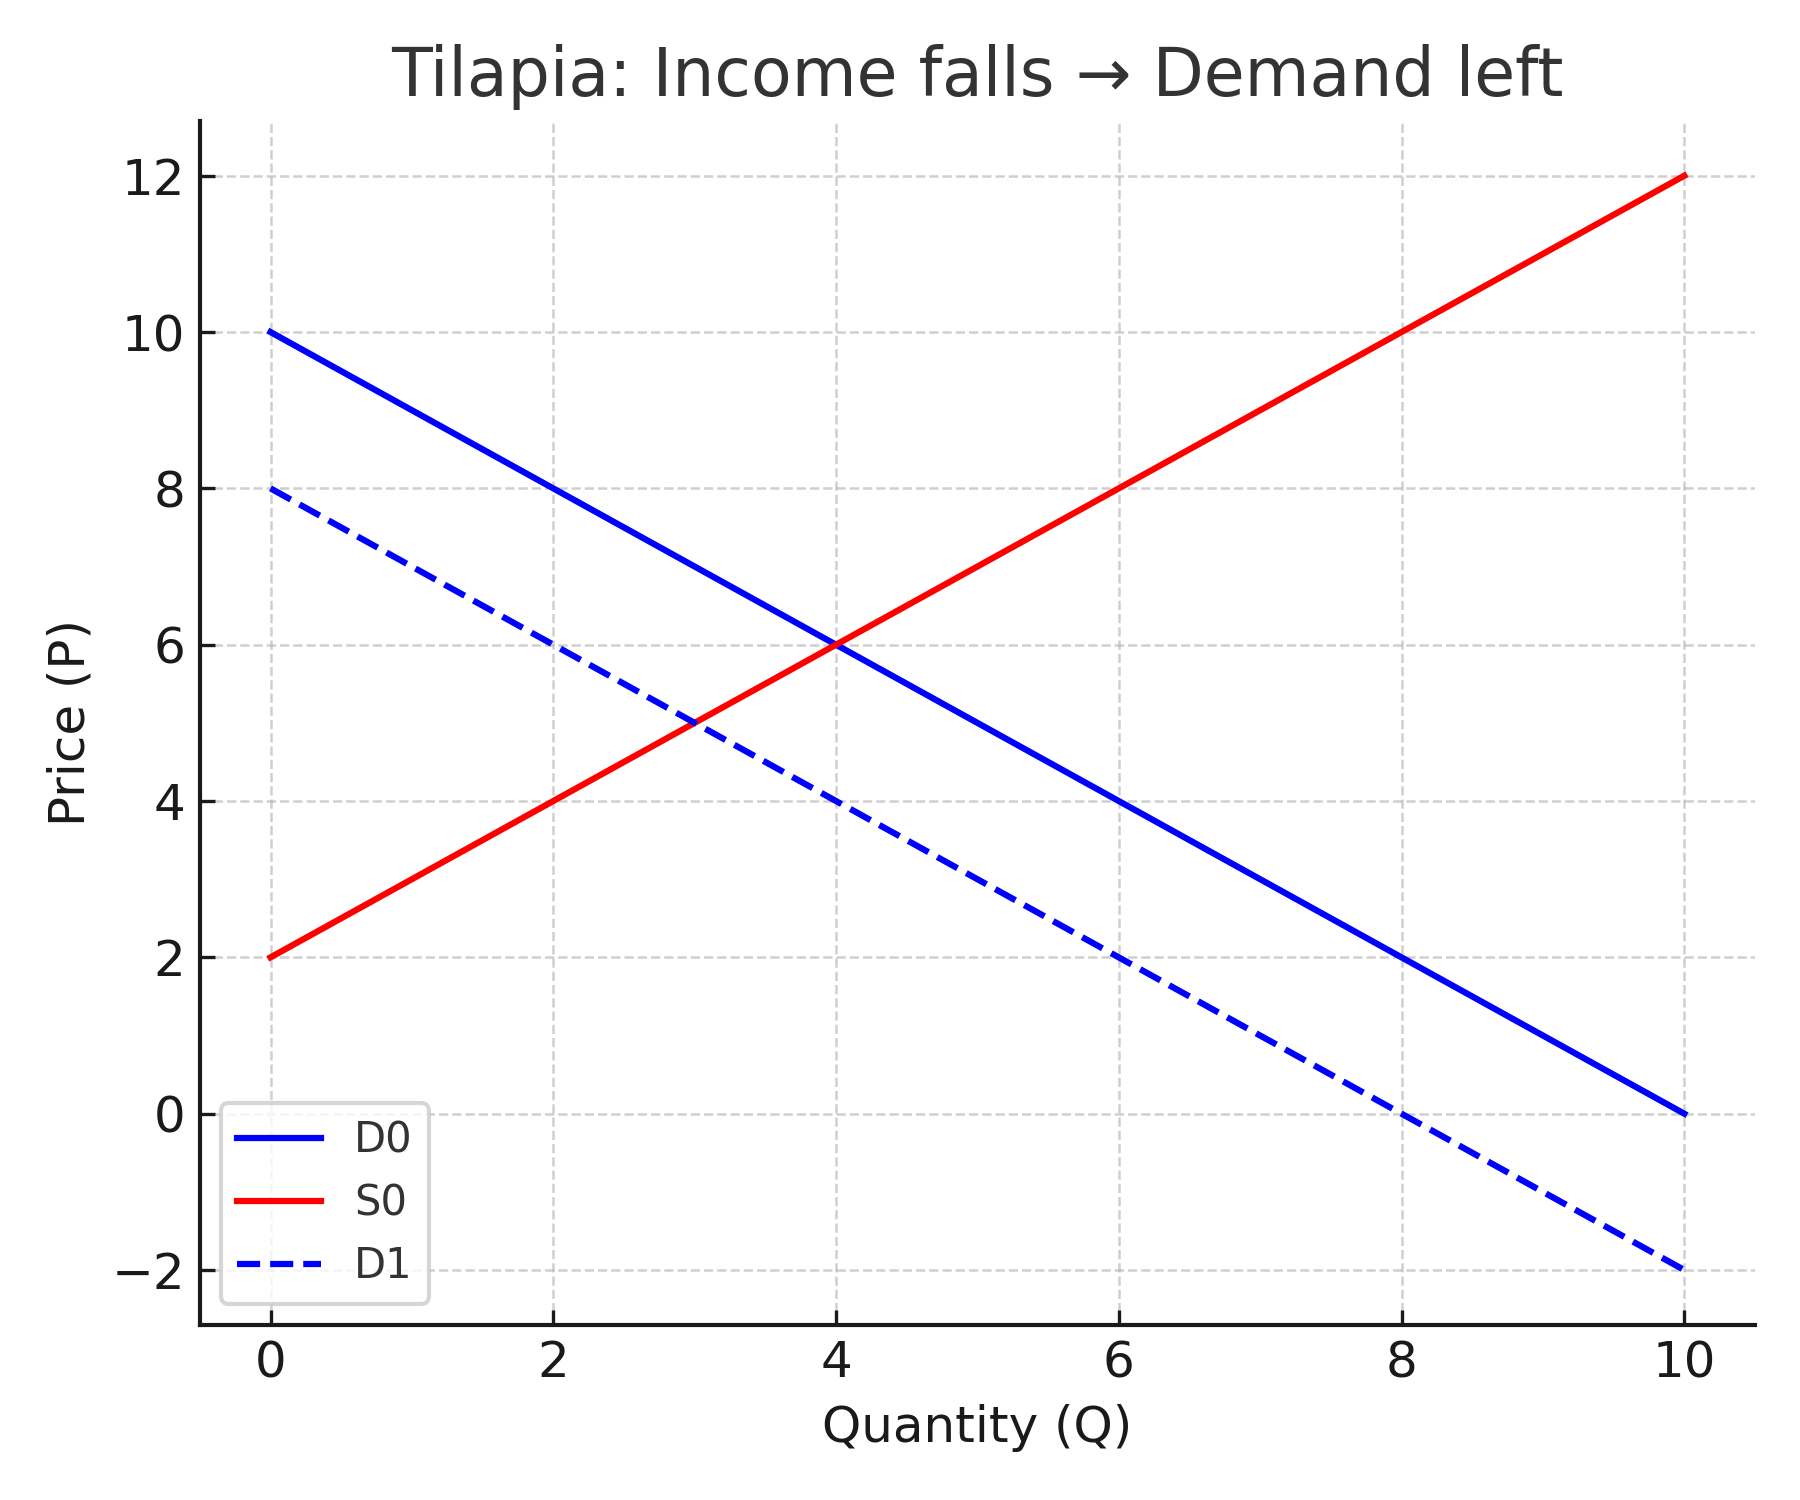 Tilapia: Income falls → Demand left
Price (P)
12
10
8
6
4
2
0
−2
D0
S0
D1
0 2 4 6 8 10
Quantity (Q)